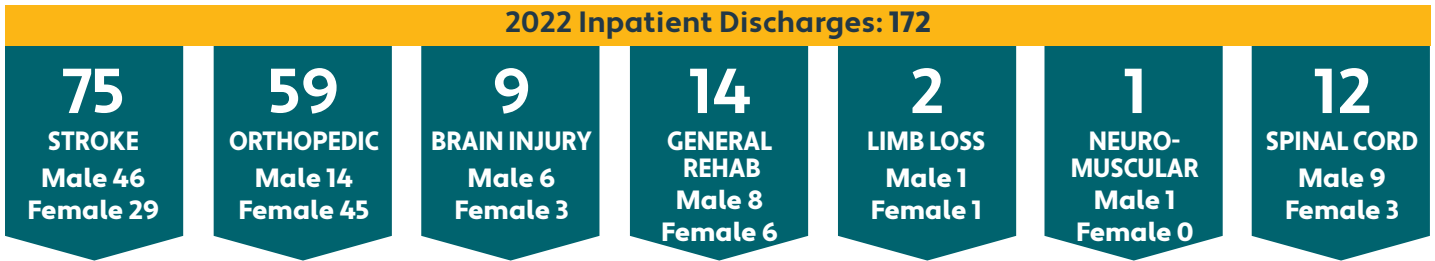 2022 Inpatient Discharges: 172
75
STROKE
Male 46
Female 29
59
ORTHOPEDIC
Male 14
Female 45
9
BRAIN INJURY
Male 6
Female 3
14
GENERAL
REHAB
Male 8
Female 6
2
LIMB LOSS
Male 1
Female 1
1
NEURO-
MUSCULAR
Male 1
Female 0
12
SPINAL CORD
Male 9
Female 3